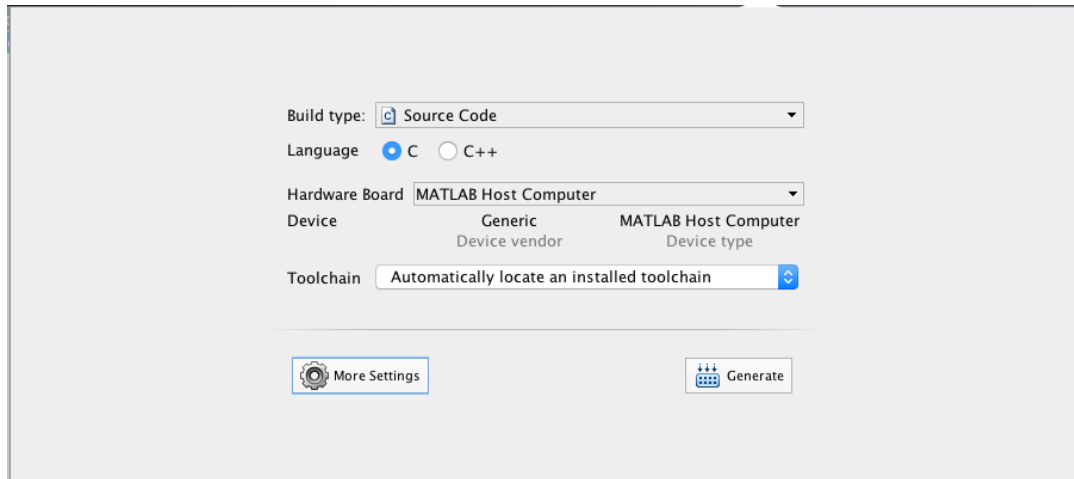 Build type: Source Code
Language C C++
Hardware Board MATLAB Host Computer
Device Generic MATLAB Host Computer
Device vendor Device type
Toolchain Automatically locate an installed toolchain
More Settings Generate